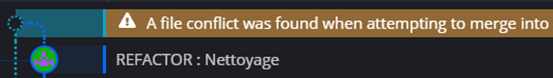 A file conflict was found when attempting to merge into
REFACTOR : Nettoyage